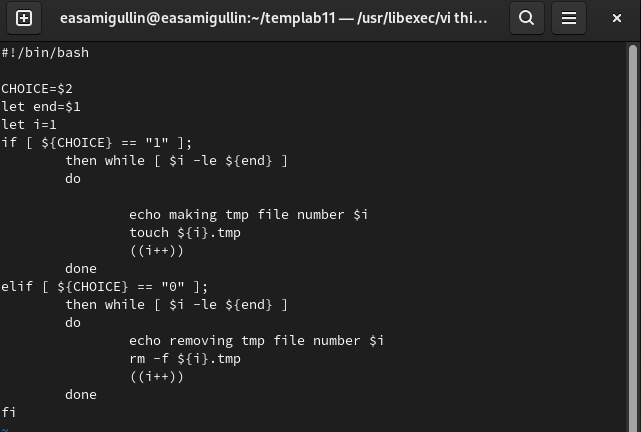 easamigullin@easamigullin:~/templab11 — /usr/libexec/vi thi...
#!/bin/bash

CHOICE=$2
let end=$1
let i=1
if [ ${CHOICE} == "1" ];
        then while [ $i -le ${end} ]
        do

                echo making tmp file number $i
                touch ${i}.tmp
                ((i++))
        done
elif [ ${CHOICE} == "0" ];
        then while [ $i -le ${end} ]
        do
                echo removing tmp file number $i
                rm -f ${i}.tmp
                ((i++))
        done
fi
~